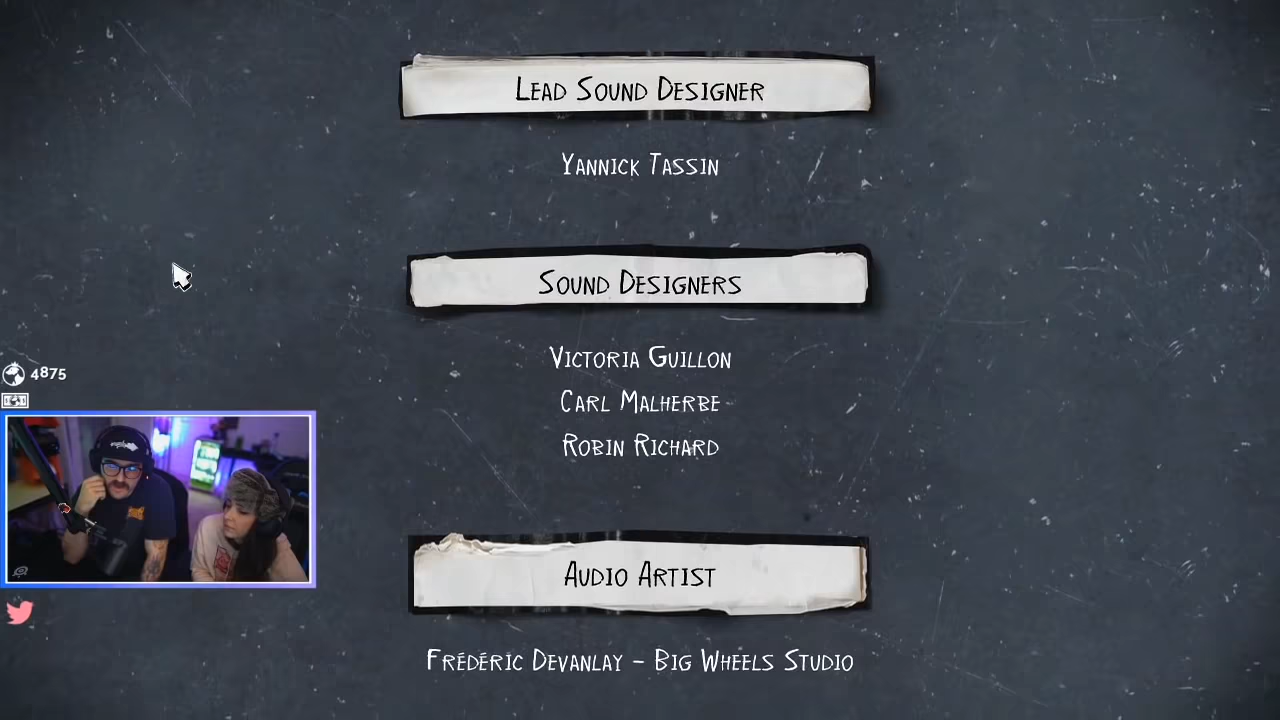 Lead Sound Designer
Yannick Tassin
Sound Designers
Victoria Guillon
Carl Malherbe
Robin Richard
4875
Audio Artist
Frédéric Devanlay – Big Wheels Studio